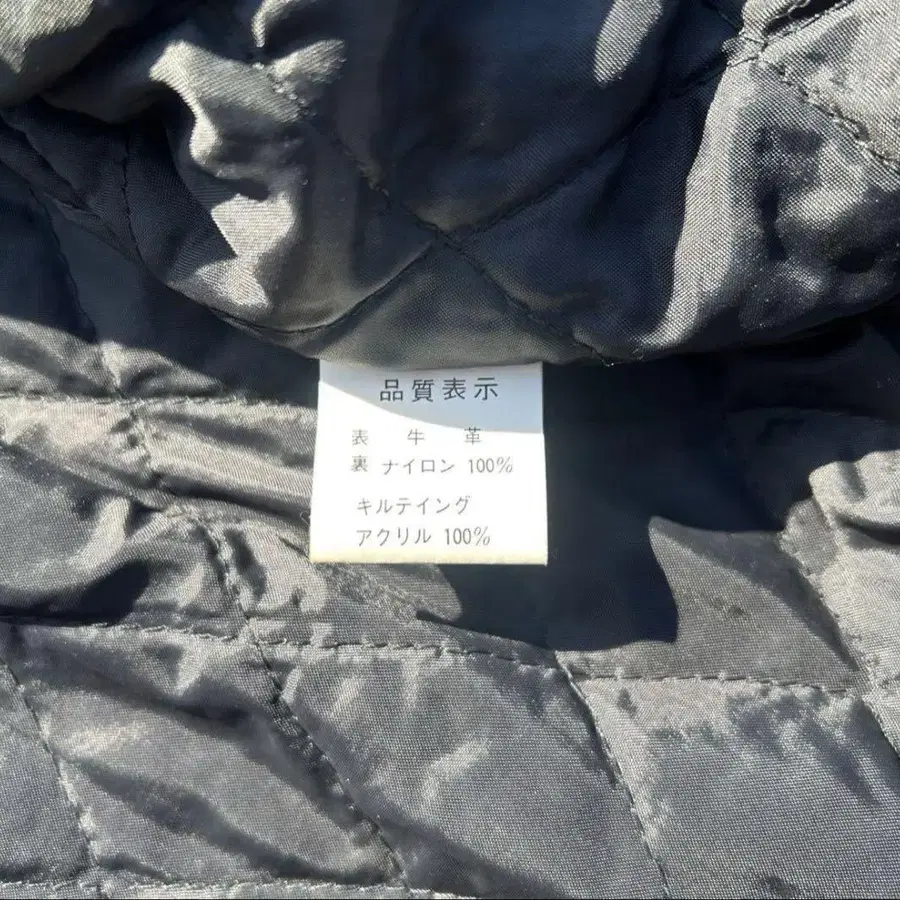 品質表示
表 牛 革
裏 ナイロン 100%
キルテイング
アクリル 100%